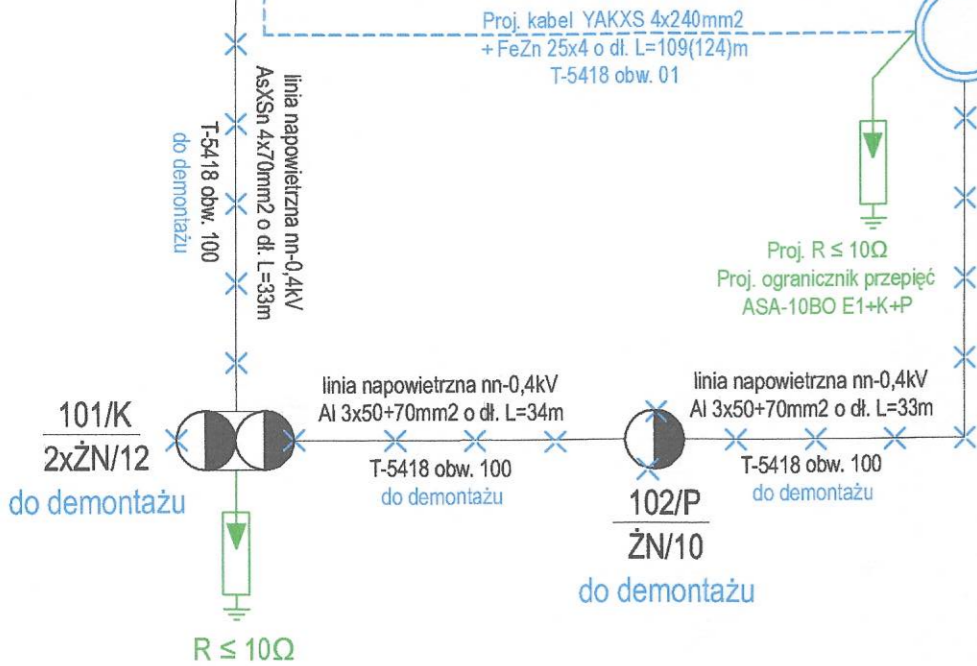 Proj. kabel YAKXS 4x240mm2
+ FeZn 25x4 o dł. L=109(124)m
T-5418 obw. 01
linia napowietrzna nn-0,4kV
AsXSn 4x70mm2 o dł. L=33m
T-5418 obw. 100
do demontażu
Proj. R ≤ 10Ω
Proj. ogranicznik przepięć
ASA-10BO E1+K+P
101/K
2xŻN/12
do demontażu
linia napowietrzna nn-0,4kV
Al 3x50+70mm2 o dł. L=34m
T-5418 obw. 100
do demontażu
102/P
ŻN/10
do demontażu
linia napowietrzna nn-0,4kV
Al 3x50+70mm2 o dł. L=33m
T-5418 obw. 100
do demontażu
R ≤ 10Ω